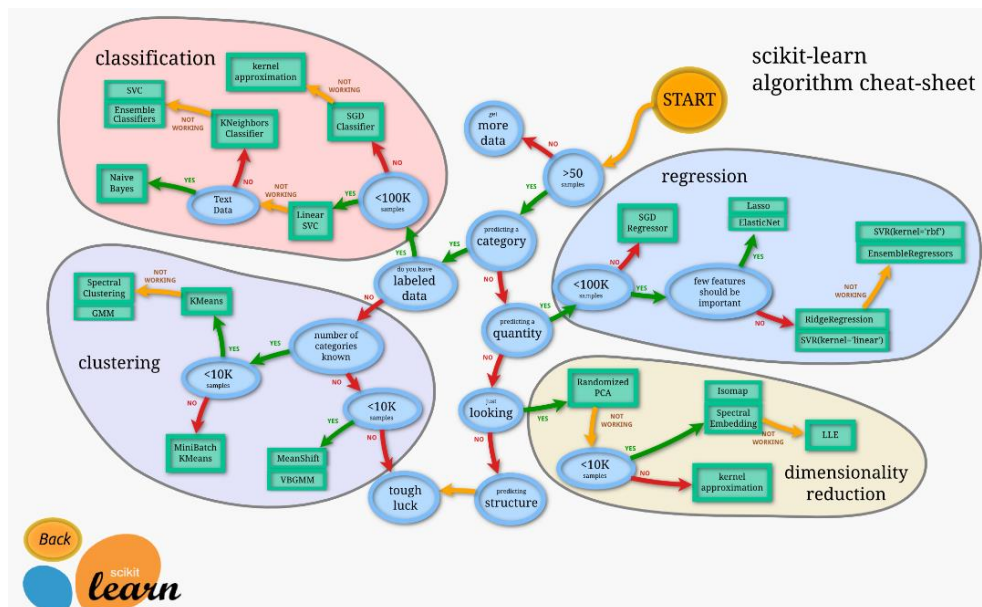 scikit-learn
algorithm cheat-sheet
START
get
more
data
NO
>50
samples
YES
predicting a
category
YES
NO
do you have
labeled
data
YES
NO
predicting a
quantity
YES
NO
just
looking
YES
NO
predicting
structure
tough
luck
classification
kernel
approximation
NOT
WORKING
SGD
Classifier
NO
<100K
samples
YES
Linear
SVC
NOT
WORKING
Text
Data
YES
Naive
Bayes
NO
KNeighbors
Classifier
NOT
WORKING
SVC
Ensemble
Classifiers
regression
SGD
Regressor
NO
<100K
samples
YES
few features
should be
important
YES
Lasso
ElasticNet
NO
RidgeRegression
SVR(kernel='linear')
NOT
WORKING
SVR(kernel='rbf')
EnsembleRegressors
clustering
number of
categories
known
YES
NO
<10K
samples
YES
NO
KMeans
NOT
WORKING
Spectral
Clustering
GMM
MiniBatch
KMeans
<10K
samples
YES
NO
MeanShift
VBGMM
dimensionality
reduction
Randomized
PCA
NOT
WORKING
<10K
samples
YES
NO
Isomap
Spectral
Embedding
NOT
WORKING
LLE
kernel
approximation
Back
scikit
learn